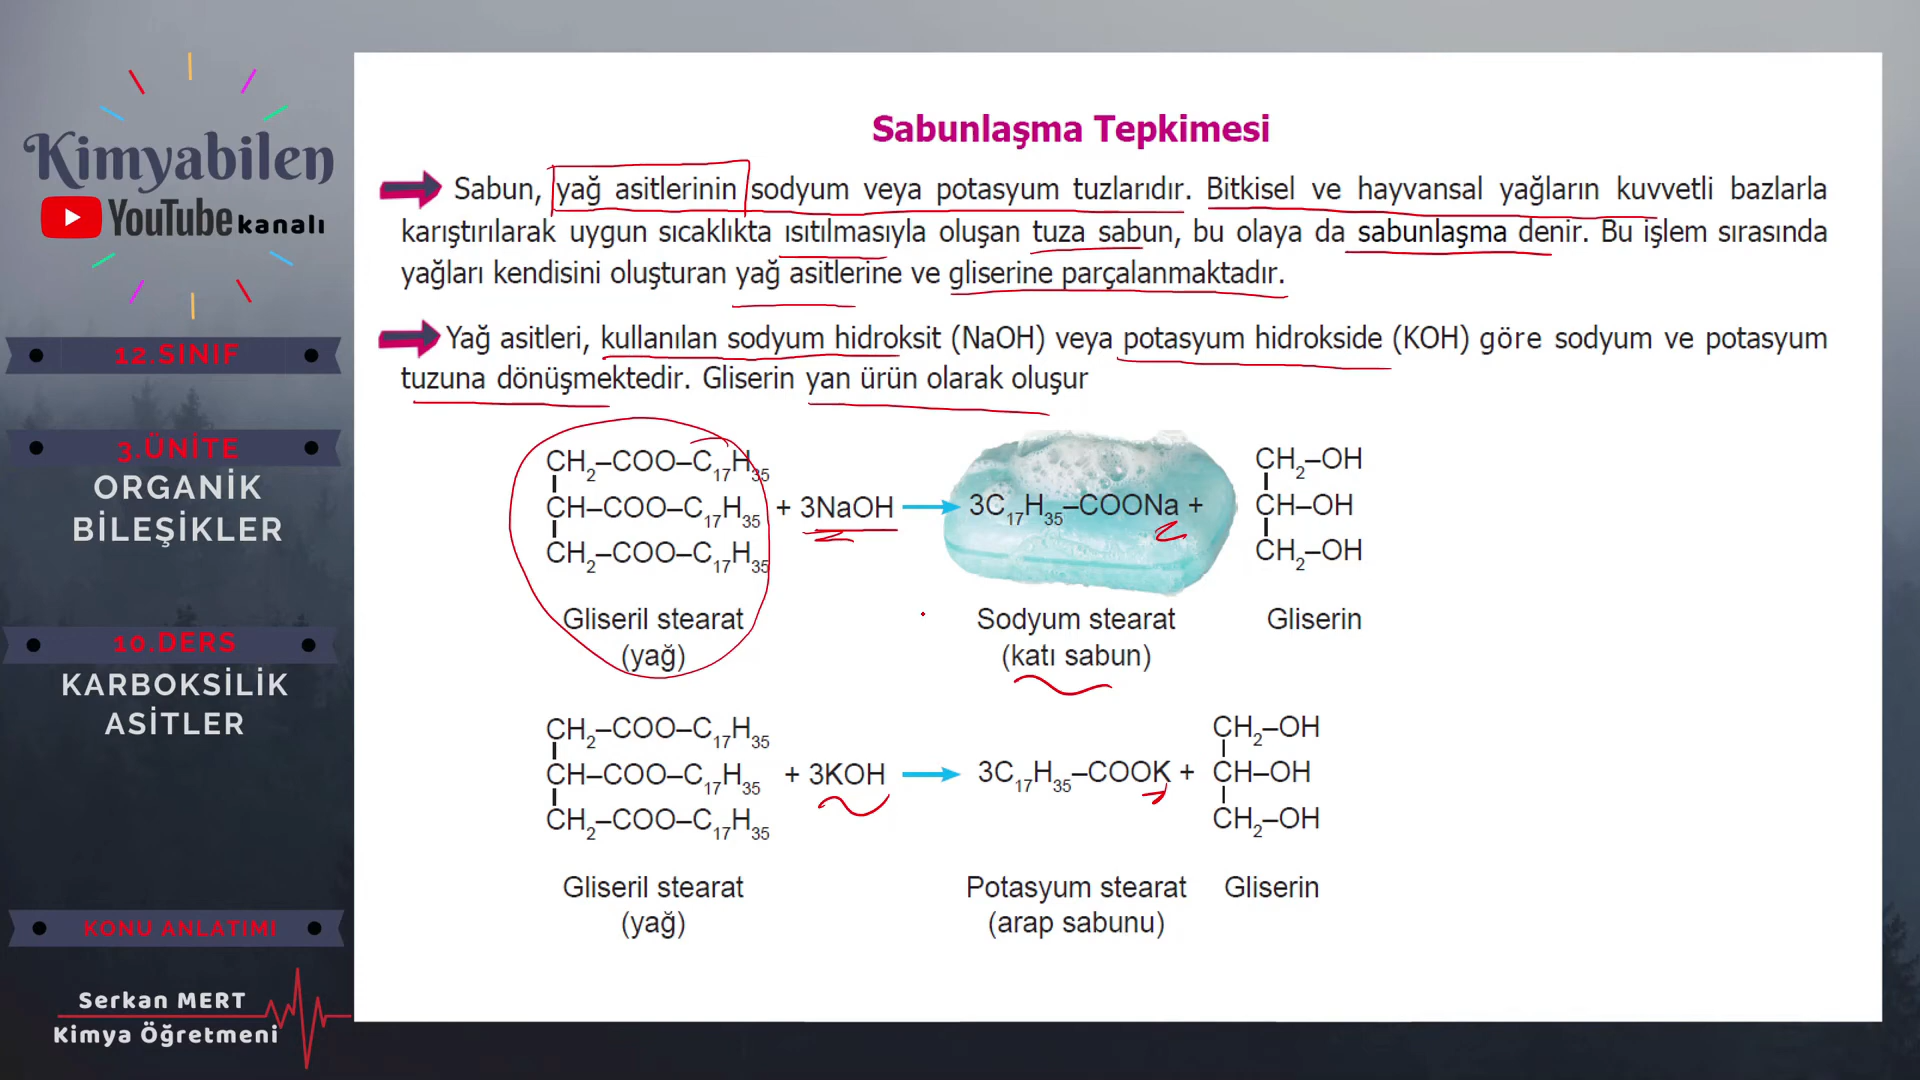 Kimyabilen
YouTube kanalı
12.SINIF
3.ÜNİTE
ORGANİK
BİLEŞİKLER
10.DERS
KARBOKSİLİK
ASİTLER
KONU ANLATIMI
Serkan MERT
Kimya Öğretmeni
Sabunlaşma Tepkimesi
Sabun, yağ asitlerinin sodyum veya potasyum tuzlarıdır. Bitkisel ve hayvansal yağların kuvvetli bazlarla
karıştırılarak uygun sıcaklıkta ısıtılmasıyla oluşan tuza sabun, bu olaya da sabunlaşma denir. Bu işlem sırasında
yağları kendisini oluşturan yağ asitlerine ve gliserine parçalanmaktadır.
Yağ asitleri, kullanılan sodyum hidroksit (NaOH) veya potasyum hidrokside (KOH) göre sodyum ve potasyum
tuzuna dönüşmektedir. Gliserin yan ürün olarak oluşur
CH₂–COO–C₁₇H₃₅ CH₂–OH
CH–COO–C₁₇H₃₅ + 3NaOH → 3C₁₇H₃₅–COONa + CH–OH
CH₂–COO–C₁₇H₃₅ CH₂–OH
Gliseril stearat Sodyum stearat Gliserin
(yağ) (katı sabun)
CH₂–COO–C₁₇H₃₅ CH₂–OH
CH–COO–C₁₇H₃₅ + 3KOH → 3C₁₇H₃₅–COOK + CH–OH
CH₂–COO–C₁₇H₃₅ CH₂–OH
Gliseril stearat Potasyum stearat Gliserin
(yağ) (arap sabunu)